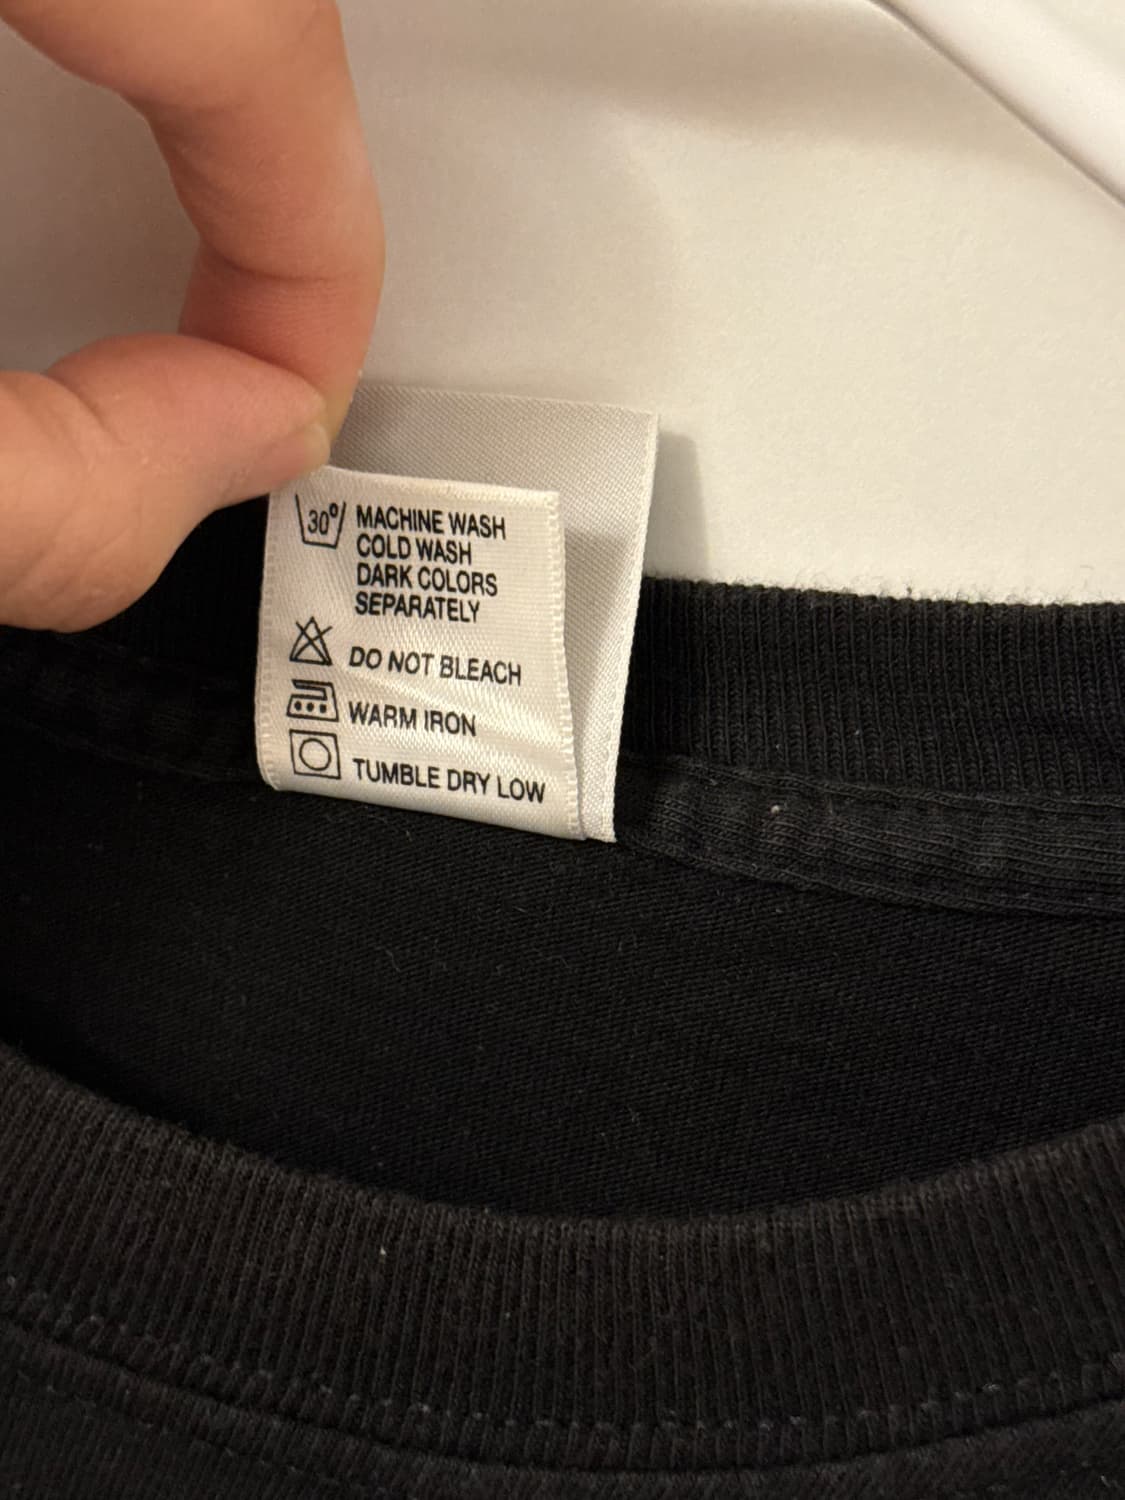 30° MACHINE WASH
COLD WASH
DARK COLORS
SEPARATELY
DO NOT BLEACH
WARM IRON
TUMBLE DRY LOW